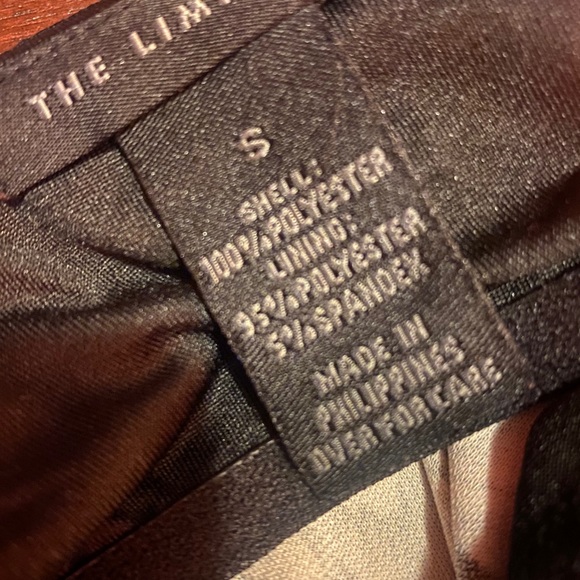 THE LIM
S
SHELL:
100%POLYESTER
LINING:
95%POLYESTER
5%SPANDEX
MADE IN
PHILIPPINES
OVER FOR CARE